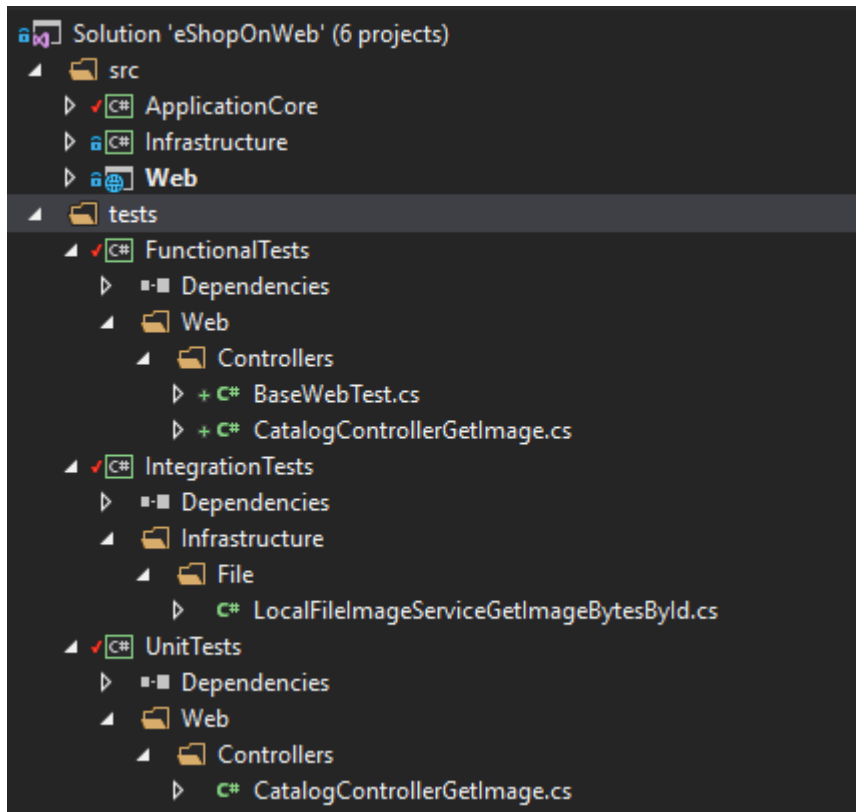 Solution 'eShopOnWeb' (6 projects)
src
C# ApplicationCore
C# Infrastructure
Web
tests
C# FunctionalTests
Dependencies
Web
Controllers
+ C# BaseWebTest.cs
+ C# CatalogControllerGetImage.cs
C# IntegrationTests
Dependencies
Infrastructure
File
C# LocalFileImageServiceGetImageBytesById.cs
C# UnitTests
Dependencies
Web
Controllers
C# CatalogControllerGetImage.cs